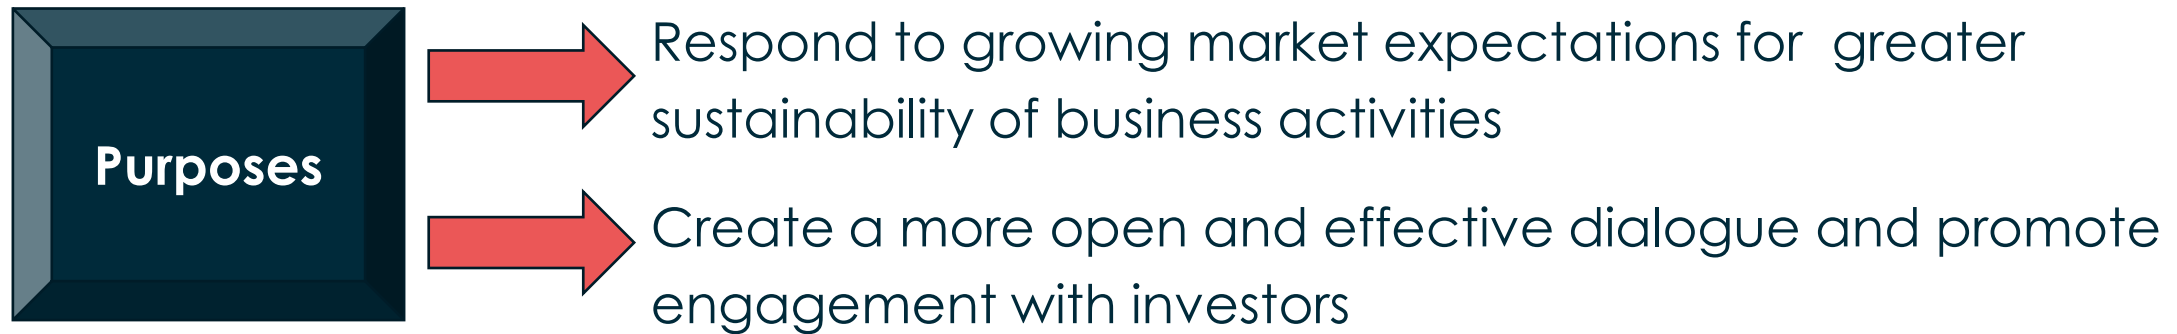 Purposes
Respond to growing market expectations for  greater
sustainability of business activities
Create a more open and effective dialogue and promote
engagement with investors